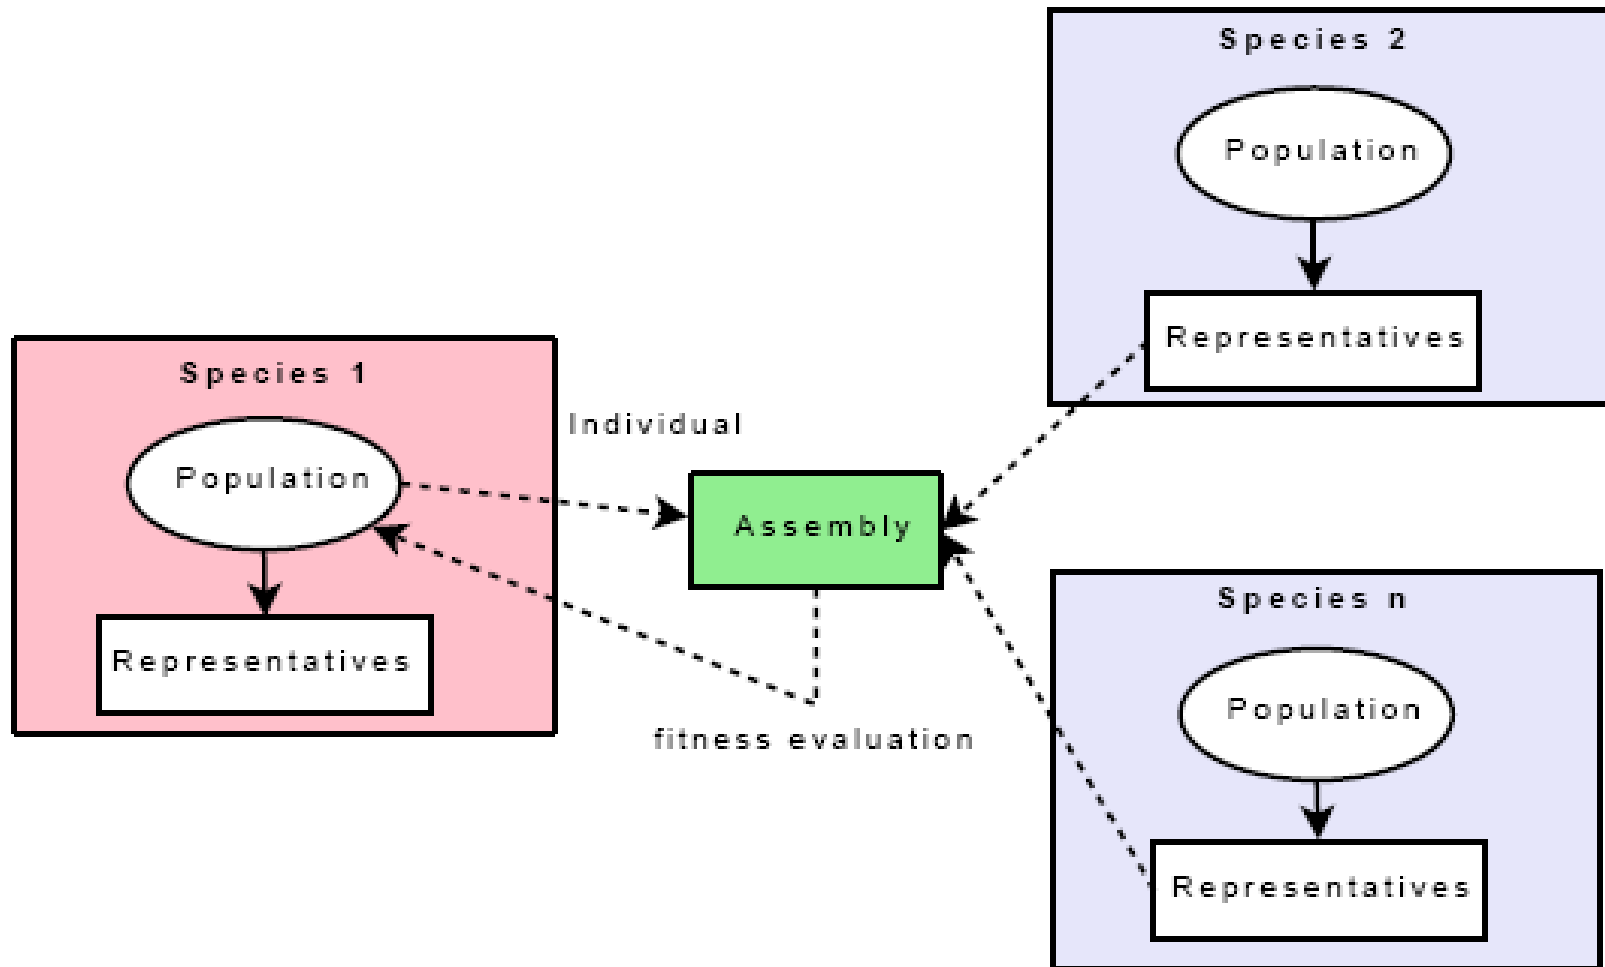 Species 2
Population
Representatives
Species 1
Individual
Population
Assembly
Representatives
fitness evaluation
Species n
Population
Representatives